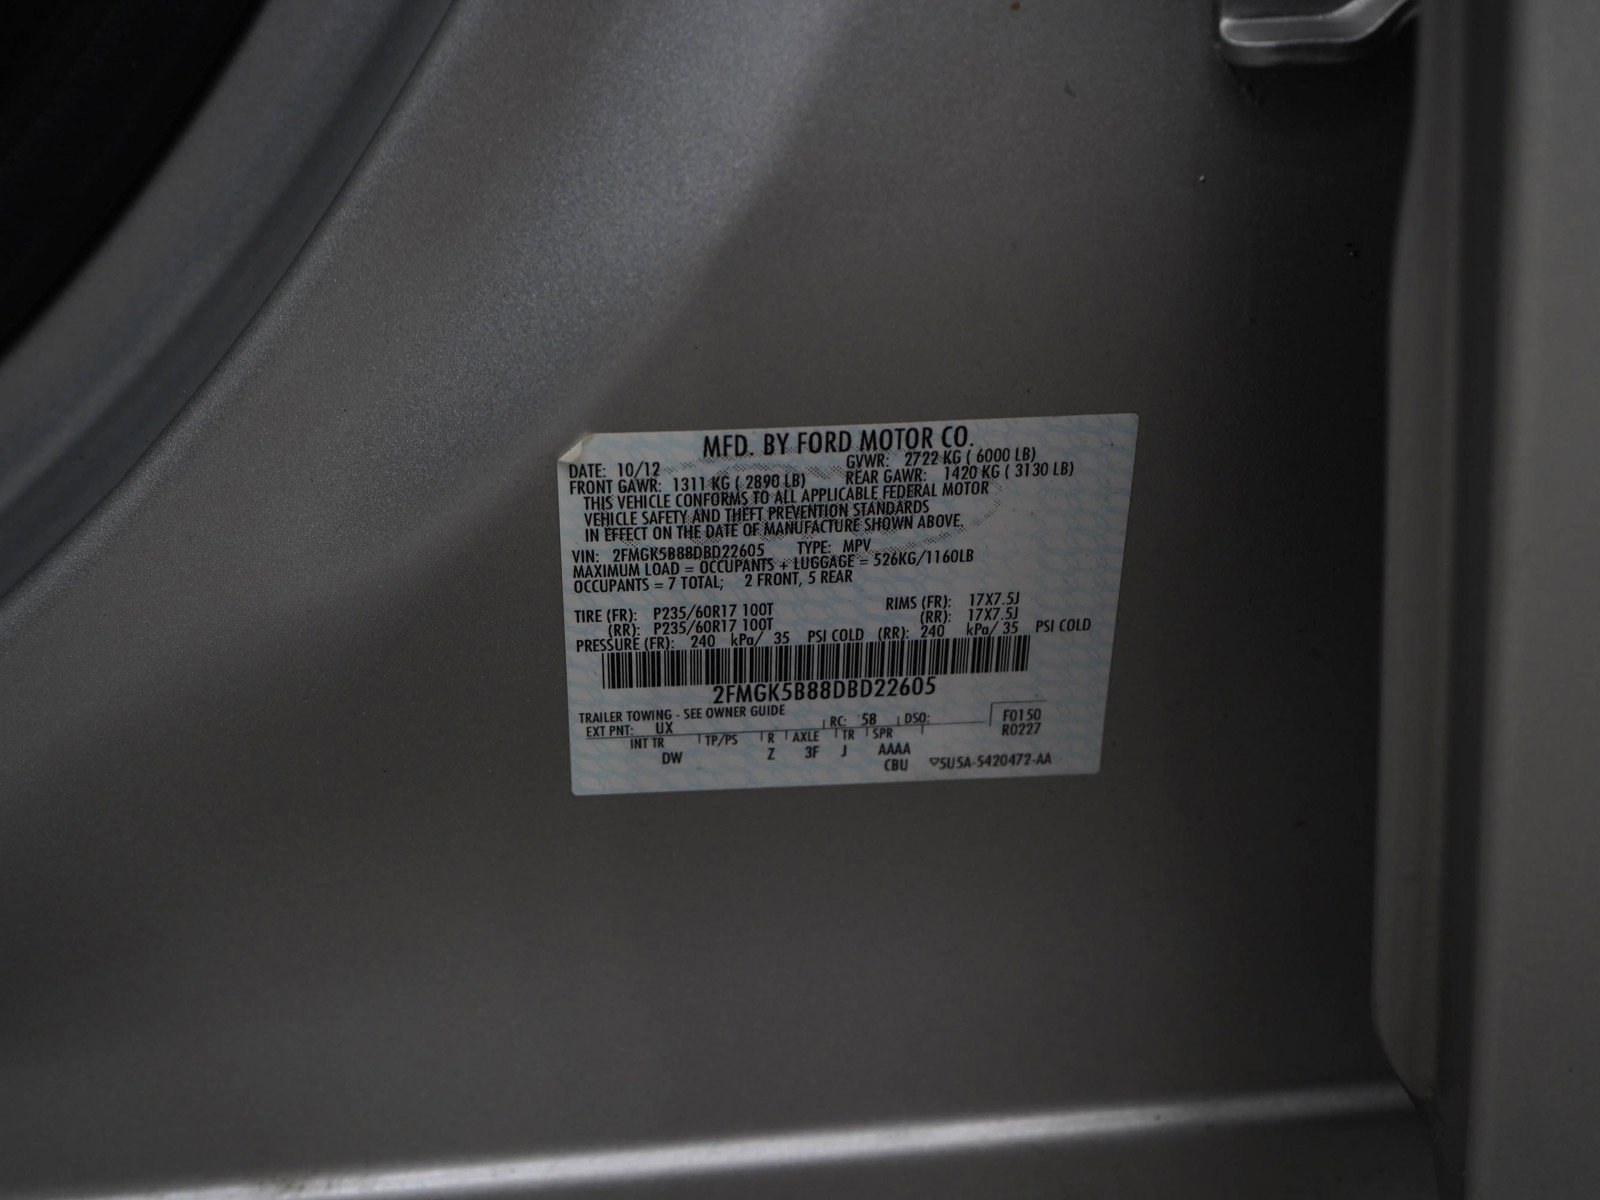 MFD. BY FORD MOTOR CO.
DATE: 10/12 GVWR: 2722 KG ( 6000 LB)
FRONT GAWR: 1311 KG ( 2890 LB) REAR GAWR: 1420 KG ( 3130 LB)
THIS VEHICLE CONFORMS TO ALL APPLICABLE FEDERAL MOTOR
VEHICLE SAFETY AND THEFT PREVENTION STANDARDS
IN EFFECT ON THE DATE OF MANUFACTURE SHOWN ABOVE.
VIN: 2FMGK5B88DBD22605 TYPE: MPV
MAXIMUM LOAD = OCCUPANTS + LUGGAGE = 526KG/1160LB
OCCUPANTS = 7 TOTAL; 2 FRONT, 5 REAR
TIRE (FR): P235/60R17 100T RIMS (FR): 17X7.5J
(RR): P235/60R17 100T (RR): 17X7.5J
PRESSURE (FR): 240 kPa/ 35 PSI COLD (RR): 240 kPa/ 35 PSI COLD
2FMGK5B88DBD22605
TRAILER TOWING - SEE OWNER GUIDE
EXT PNT: UX RC: 58 DSO: F0150
R0227
INT TR TP/PS R AXLE TR SPR
DW Z 3F J AAAA
CBU ▽5U5A-5420472-AA